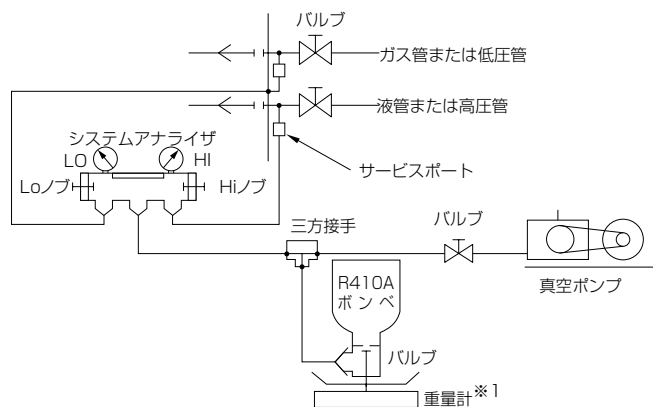 バルブ
ガス管または低圧管
液管または高圧管
システムアナライザ
LO
HI
Loノブ
Hiノブ
サービスポート
三方接手
バルブ
R410A
ボンベ
真空ポンプ
バルブ
重量計※1